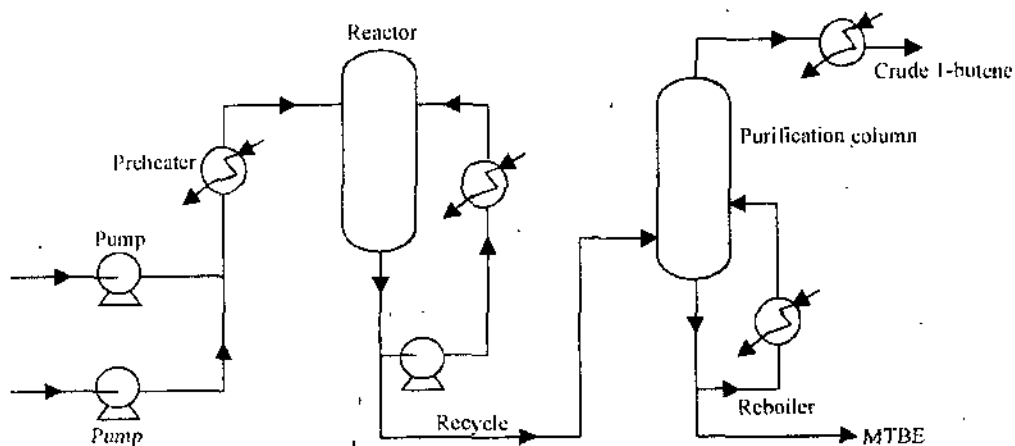 Reactor
Crude 1-butene
Purification column
Preheater
Pump
Pump
Recycle
Reboiler
MTBE